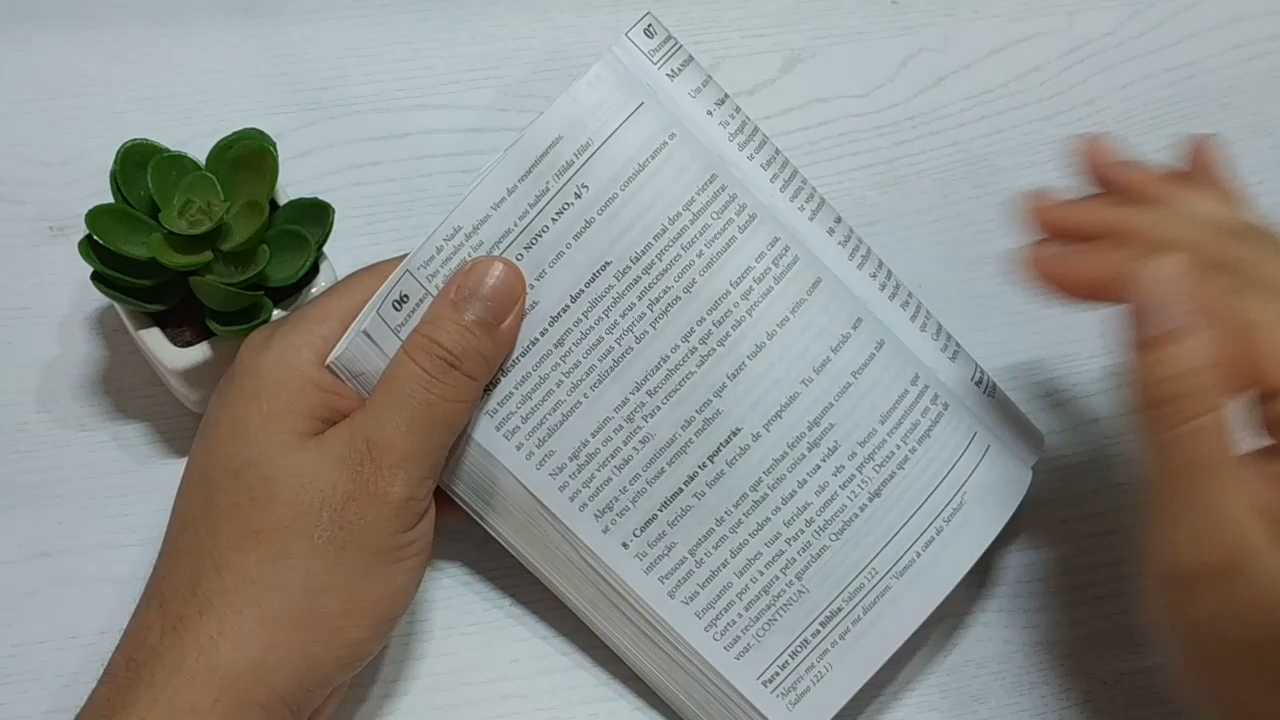 06
DEZEMBRO
"Vem do Nada.
Dos vínculos desfeitos. Vem dos ressentimentos.
E sibilante e lisa
serpente, e nos habita". (Hilda Hilst)
O NOVO ANO, 4/5
a ver com o modo como consideramos os
Não destruirás as obras dos outros.
Tu tens visto como agem os políticos. Eles falam mal dos que vieram
antes, culpando-os por todos os problemas que precisam administrar.
Eles destroem as boas coisas que seus antecessores fizeram. Quando
as conservam, colocam suas próprias placas, como se tivessem sido
os idealizadores e realizadores dos projetos que continuam dando
certo.
Não agirás assim, mas valorizarás os que os outros fazem, em casa,
no trabalho ou na igreja. Reconhecerás que fazes o que fazes graças
aos que vieram antes. Para cresceres, sabes que não precisas diminuir
os outros (João 3.30).
Alegra-te em continuar; não tens que fazer tudo do teu jeito, como
se o teu jeito fosse sempre melhor.
8 - Como vítima não te portarás.
Tu foste ferido. Tu foste ferido de propósito. Tu foste ferido sem
intenção.
Pessoas gostam de ti sem que tenhas feito alguma coisa. Pessoas não
gostam de ti sem que tenhas feito coisa alguma.
Vais lembrar disto todos os dias da tua vida?
Enquanto lambes tuas feridas, não vês os bons alimentos que
esperam por ti à mesa. Para de comer teus próprios ressentimentos.
Corta a amargura pela raiz. (Hebreus 12.15). Deixa a prisão em que
tuas reclamações te guardam. Quebra as algemas que te impedem de
voar. [CONTINUA]
Para ler HOJE na Bíblia: Salmo 122
"Alegrei-me com os que me disseram: "Vamos à casa do Senhor!""
(Salmo 122.1)
07